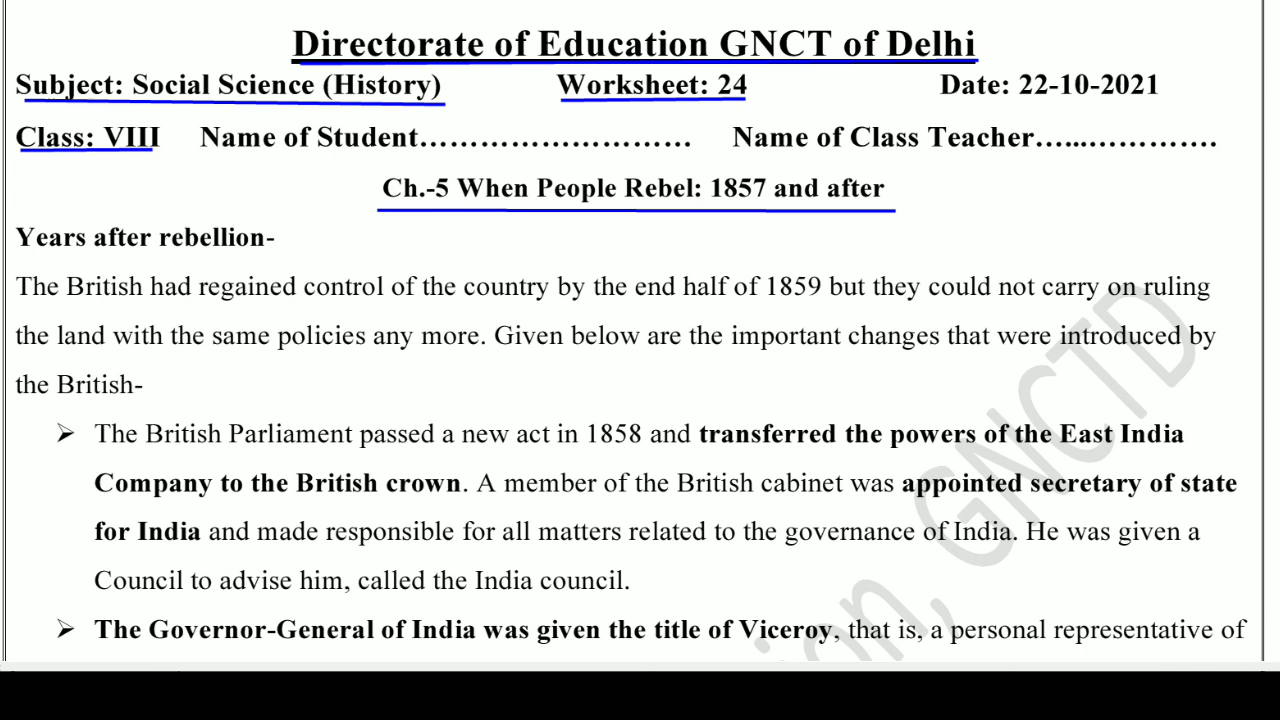 Directorate of Education GNCT of Delhi
Subject: Social Science (History) Worksheet: 24 Date: 22-10-2021
Class: VIII Name of Student……………………… Name of Class Teacher…...………….
Ch.-5 When People Rebel: 1857 and after
Years after rebellion-
The British had regained control of the country by the end half of 1859 but they could not carry on ruling
the land with the same policies any more. Given below are the important changes that were introduced by
the British-
➢ The British Parliament passed a new act in 1858 and transferred the powers of the East India
Company to the British crown. A member of the British cabinet was appointed secretary of state
for India and made responsible for all matters related to the governance of India. He was given a
Council to advise him, called the India council.
➢ The Governor-General of India was given the title of Viceroy, that is, a personal representative of
GNCTD